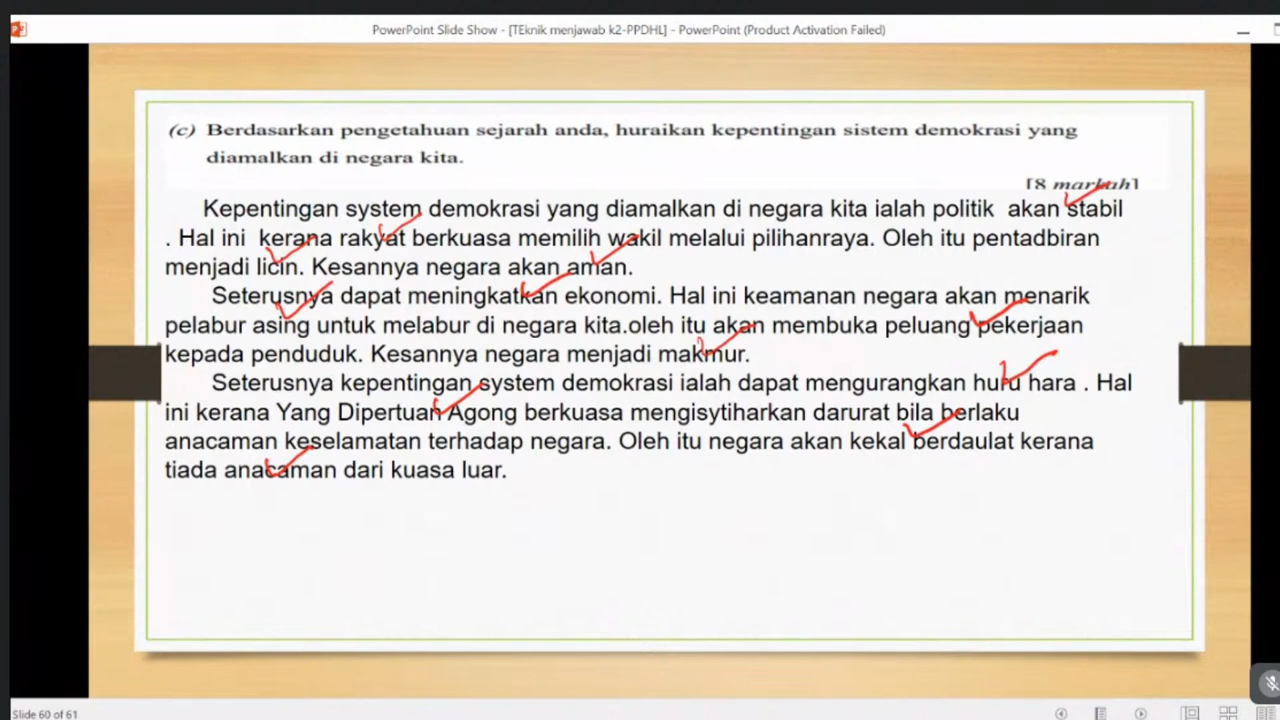 PowerPoint Slide Show - [TEknik menjawab k2-PPDHL] - PowerPoint (Product Activation Failed)
(c) Berdasarkan pengetahuan sejarah anda, huraikan kepentingan sistem demokrasi yang
diamalkan di negara kita.
[8 markah]
Kepentingan system demokrasi yang diamalkan di negara kita ialah politik akan stabil
. Hal ini kerana rakyat berkuasa memilih wakil melalui pilihanraya. Oleh itu pentadbiran
menjadi licin. Kesannya negara akan aman.
Seterusnya dapat meningkatkan ekonomi. Hal ini keamanan negara akan menarik
pelabur asing untuk melabur di negara kita.oleh itu akan membuka peluang pekerjaan
kepada penduduk. Kesannya negara menjadi makmur.
Seterusnya kepentingan system demokrasi ialah dapat mengurangkan huru hara . Hal
ini kerana Yang Dipertuan Agong berkuasa mengisytiharkan darurat bila berlaku
anacaman keselamatan terhadap negara. Oleh itu negara akan kekal berdaulat kerana
tiada anacaman dari kuasa luar.
Slide 60 of 61